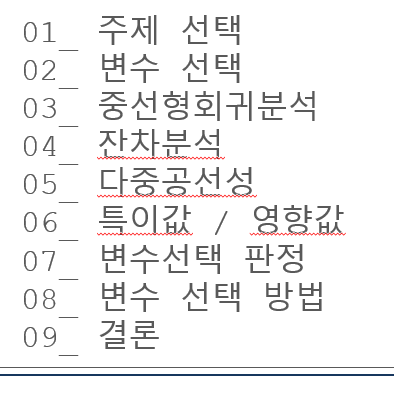 01_ 주제 선택
02_ 변수 선택
03_ 중선형회귀분석
04_ 잔차분석
05_ 다중공선성
06_ 특이값 / 영향값
07_ 변수선택 판정
08_ 변수 선택 방법
09_ 결론